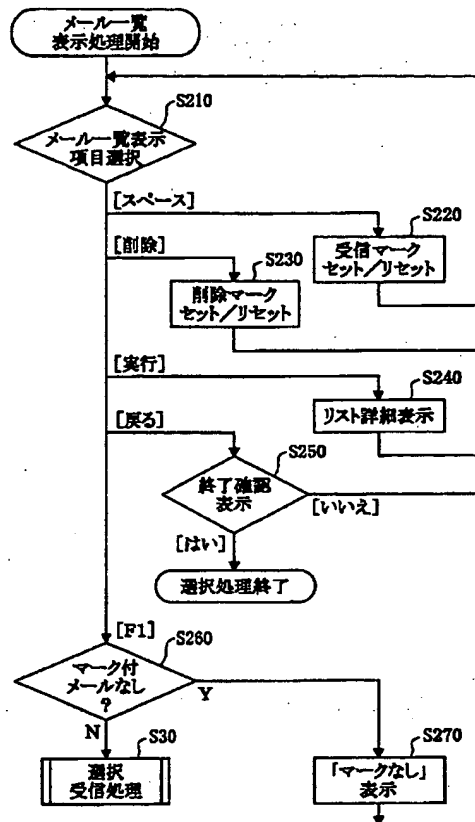 メール一覧
表示処理開始
S210
メール一覧表示
項目選択
[スペース]
S220
受信マーク
セット／リセット
[削除]
S230
削除マーク
セット／リセット
[実行]
S240
リスト詳細表示
[戻る]
S250
終了確認
表示
[いいえ]
[はい]
選択処理終了
[F1]
S260
マーク付
メールなし
?
Y
N
S30
選択
受信処理
S270
「マークなし」
表示